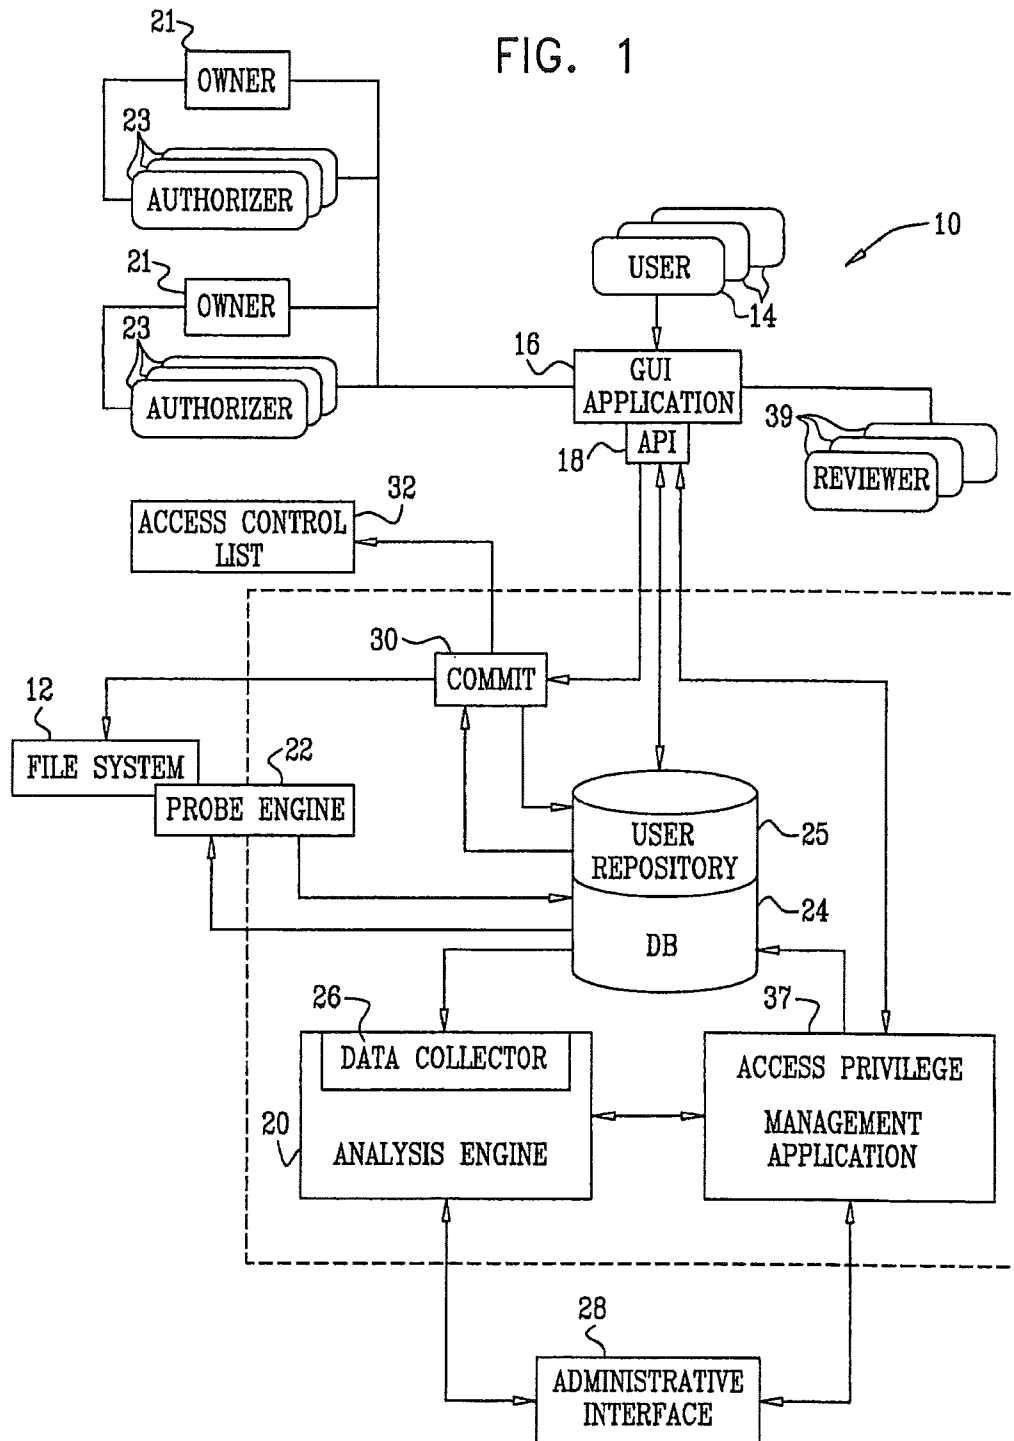 FIG. 1
21
OWNER
23
AUTHORIZER
21
OWNER
23
AUTHORIZER
10
USER
14
16
GUI
APPLICATION
18
API
39
REVIEWER
32
ACCESS CONTROL
LIST
30
COMMIT
12
FILE SYSTEM
22
PROBE ENGINE
USER
REPOSITORY
25
24
DB
26
DATA COLLECTOR
20
ANALYSIS ENGINE
37
ACCESS PRIVILEGE
MANAGEMENT
APPLICATION
28
ADMINISTRATIVE
INTERFACE